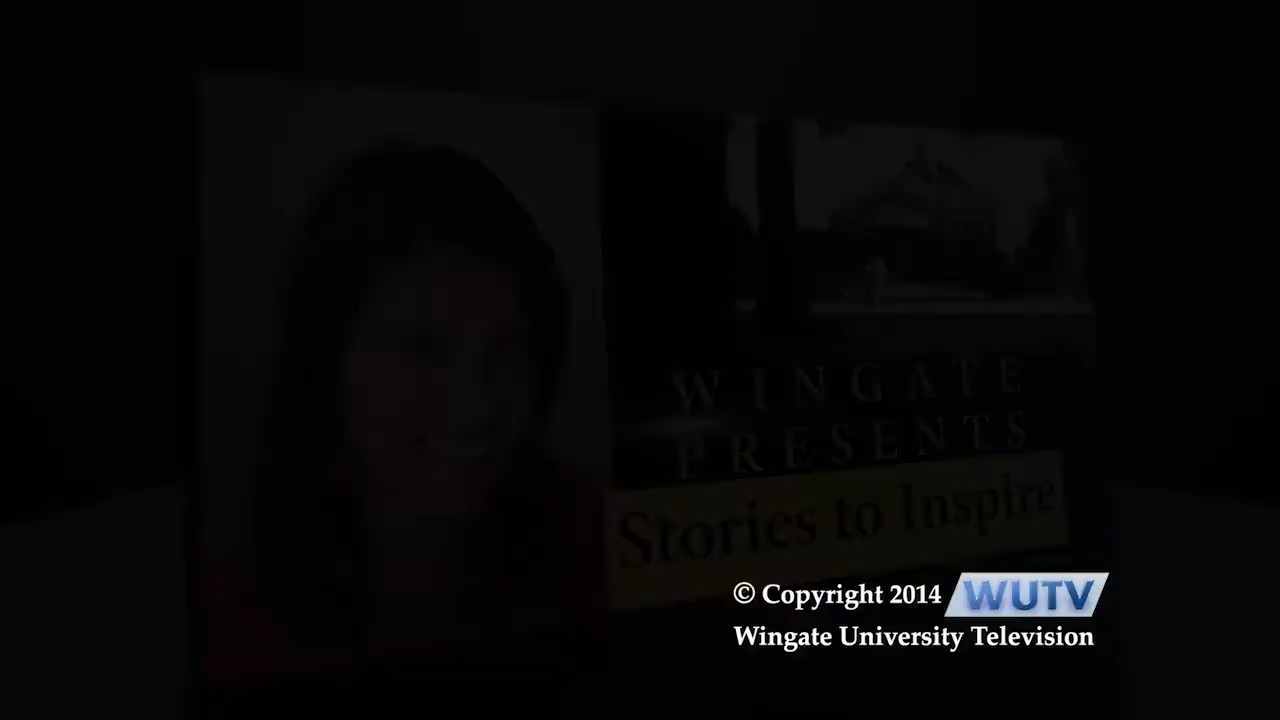 WINGATE
PRESENTS
Stories to Inspire
© Copyright 2014 WUTV
Wingate University Television